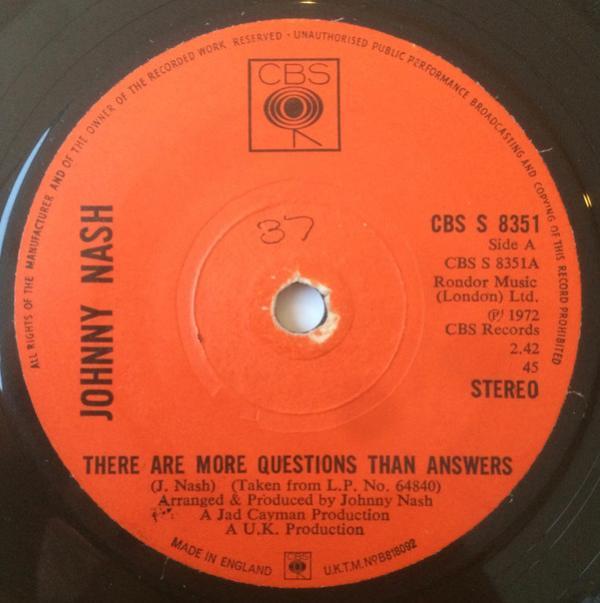 ALL RIGHTS OF THE MANUFACTURER AND OF THE OWNER OF THE RECORDED WORK RESERVED - UNAUTHORISED PUBLIC PERFORMANCE BROADCASTING AND COPYING OF THIS RECORD PROHIBITED
CBS
37
JOHNNY NASH
CBS S 8351
Side A
CBS S 8351A
Rondor Music
(London) Ltd.
Ⓟ 1972
CBS Records
2.42
45
STEREO
THERE ARE MORE QUESTIONS THAN ANSWERS
(J. Nash) (Taken from L.P. No. 64840)
Arranged & Produced by Johnny Nash
A Jad Cayman Production
A U.K. Production
MADE IN ENGLAND CBS U.K.T.M. Nº B818092